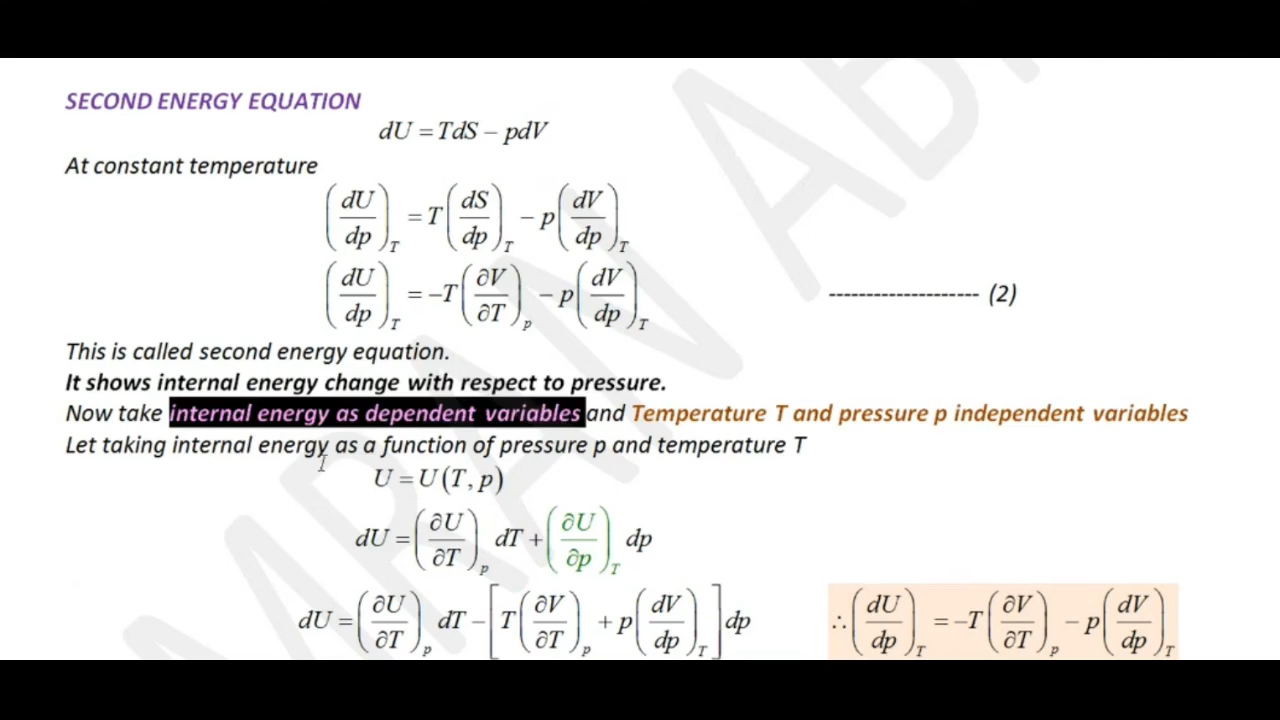 SECOND ENERGY EQUATION
dU = TdS − pdV
At constant temperature
(dU/dp)_T = T(dS/dp)_T − p(dV/dp)_T
(dU/dp)_T = −T(∂V/∂T)_p − p(dV/dp)_T -------------------- (2)
This is called second energy equation.
It shows internal energy change with respect to pressure.
Now take internal energy as dependent variables and Temperature T and pressure p independent variables
Let taking internal energy as a function of pressure p and temperature T
U = U(T, p)
dU = (∂U/∂T)_p dT + (∂U/∂p)_T dp
dU = (∂U/∂T)_p dT − [T(∂V/∂T)_p + p(dV/dp)_T] dp ∴ (dU/dp)_T = −T(∂V/∂T)_p − p(dV/dp)_T